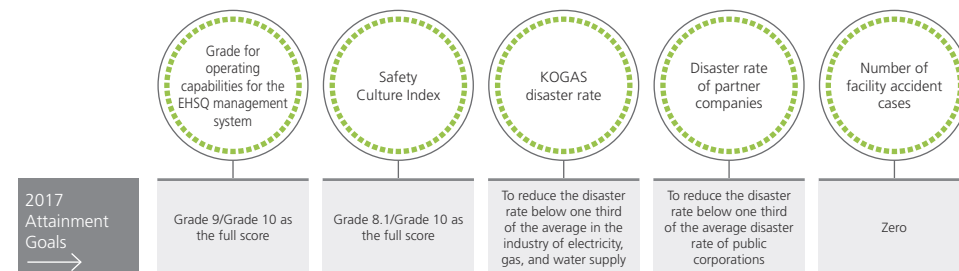 Grade for
operating
capabilities for the
EHSQ management
system
Safety
Culture Index
KOGAS
disaster rate
Disaster rate
of partner
companies
Number of
facility accident
cases
2017
Attainment
Goals
Grade 9/Grade 10 as
the full score
Grade 8.1/Grade 10 as
the full score
To reduce the disaster
rate below one third
of the average in the
industry of electricity,
gas, and water supply
To reduce the disaster
rate below one third
of the average disaster
rate of public
corporations
Zero